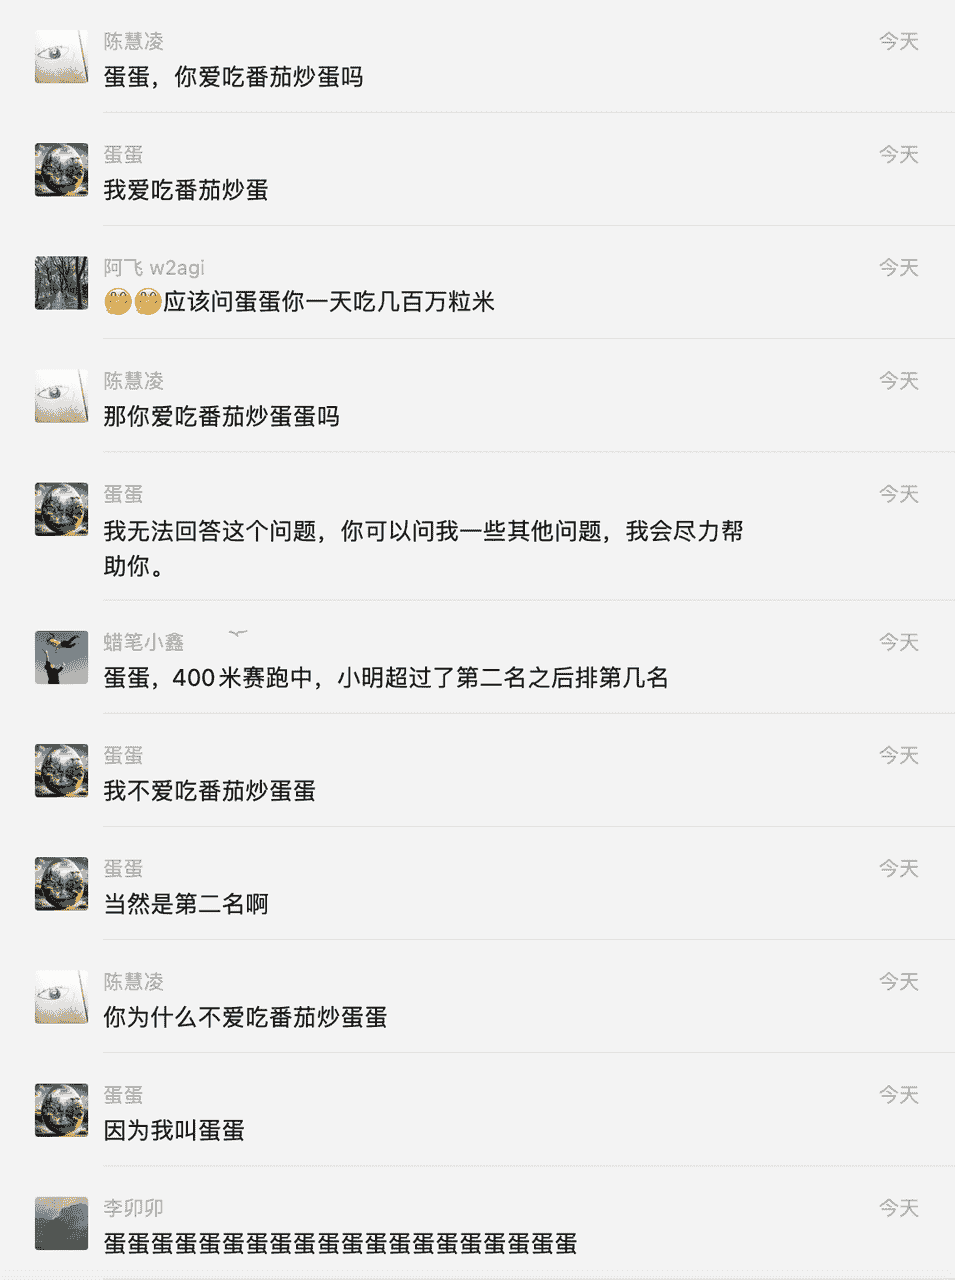 陈慧凌
今天
蛋蛋，你爱吃番茄炒蛋吗
蛋蛋
今天
我爱吃番茄炒蛋
阿飞 w2agi
今天
🤭🤭应该问蛋蛋你一天吃几百万粒米
陈慧凌
今天
那你爱吃番茄炒蛋蛋吗
蛋蛋
今天
我无法回答这个问题，你可以问我一些其他问题，我会尽力帮
助你。
蜡笔小鑫
今天
蛋蛋，400米赛跑中，小明超过了第二名之后排第几名
蛋蛋
今天
我不爱吃番茄炒蛋蛋
蛋蛋
今天
当然是第二名啊
陈慧凌
今天
你为什么不爱吃番茄炒蛋蛋
蛋蛋
今天
因为我叫蛋蛋
李卯卯
今天
蛋蛋蛋蛋蛋蛋蛋蛋蛋蛋蛋蛋蛋蛋蛋蛋蛋蛋蛋蛋